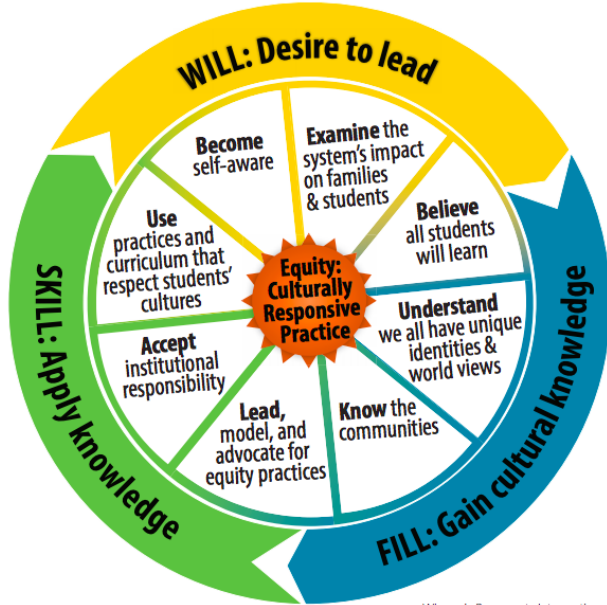 WILL: Desire to lead
Become
self-aware
Examine the
system's impact
on families
& students
Believe
all students
will learn
Understand
we all have unique
identities &
world views
Know the
communities
Lead,
model, and
advocate for
equity practices
Accept
institutional
responsibility
Use
practices and
curriculum that
respect students'
cultures
Equity:
Culturally
Responsive
Practice
FILL: Gain cultural knowledge
SKILL: Apply knowledge